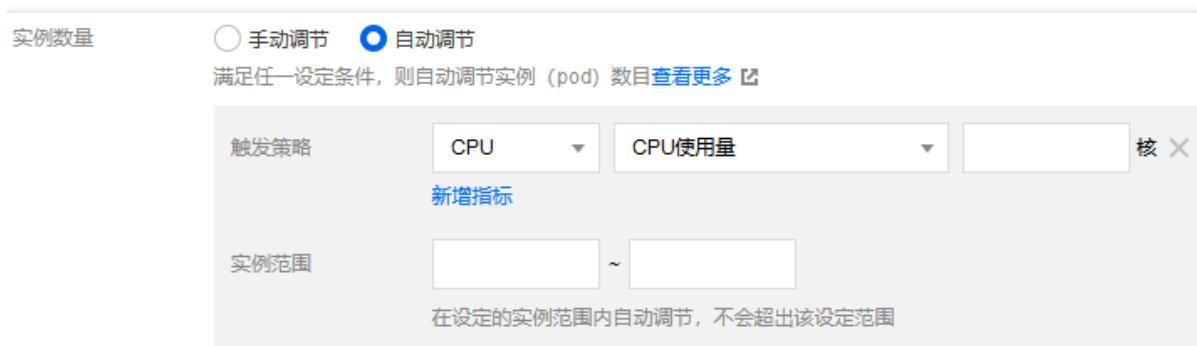 实例数量 手动调节 自动调节
满足任一设定条件，则自动调节实例（pod）数目查看更多
触发策略 CPU CPU使用量 核
新增指标
实例范围 ~
在设定的实例范围内自动调节，不会超出该设定范围